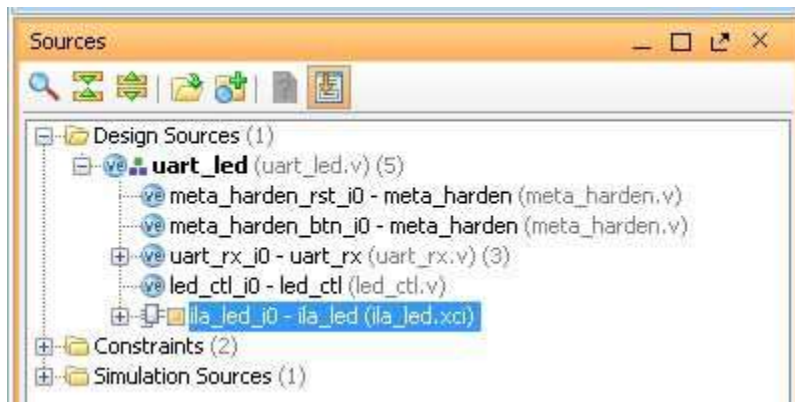 Sources
Design Sources (1)
uart_led (uart_led.v) (5)
meta_harden_rst_i0 - meta_harden (meta_harden.v)
meta_harden_btn_i0 - meta_harden (meta_harden.v)
uart_rx_i0 - uart_rx (uart_rx.v) (3)
led_ctl_i0 - led_ctl (led_ctl.v)
ila_led_i0 - ila_led (ila_led.xci)
Constraints (2)
Simulation Sources (1)